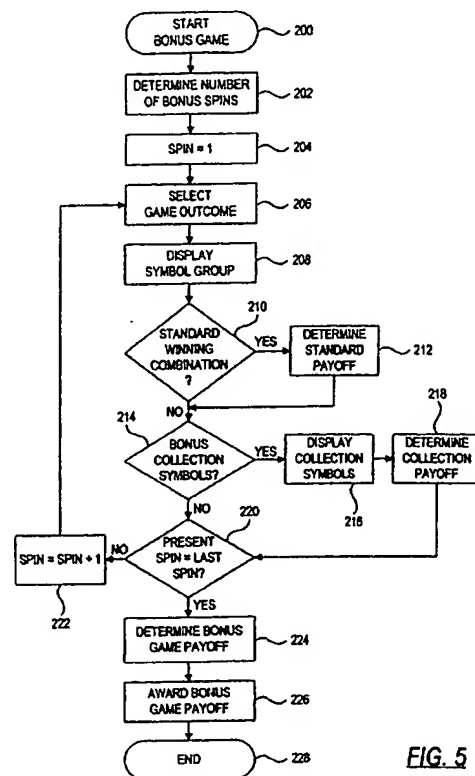 START
BONUS GAME
200
DETERMINE NUMBER
OF BONUS SPINS
202
SPIN = 1
204
SELECT
GAME OUTCOME
206
DISPLAY
SYMBOL GROUP
208
210
STANDARD
WINNING
COMBINATION
?
YES
DETERMINE
STANDARD
PAYOFF
212
NO
214
BONUS
COLLECTION
SYMBOLS?
YES
DISPLAY
COLLECTION
SYMBOLS
216
218
DETERMINE
COLLECTION
PAYOFF
NO
220
PRESENT
SPIN = LAST
SPIN?
NO
SPIN = SPIN + 1
222
YES
DETERMINE BONUS
GAME PAYOFF
224
AWARD BONUS
GAME PAYOFF
226
END
228
FIG. 5